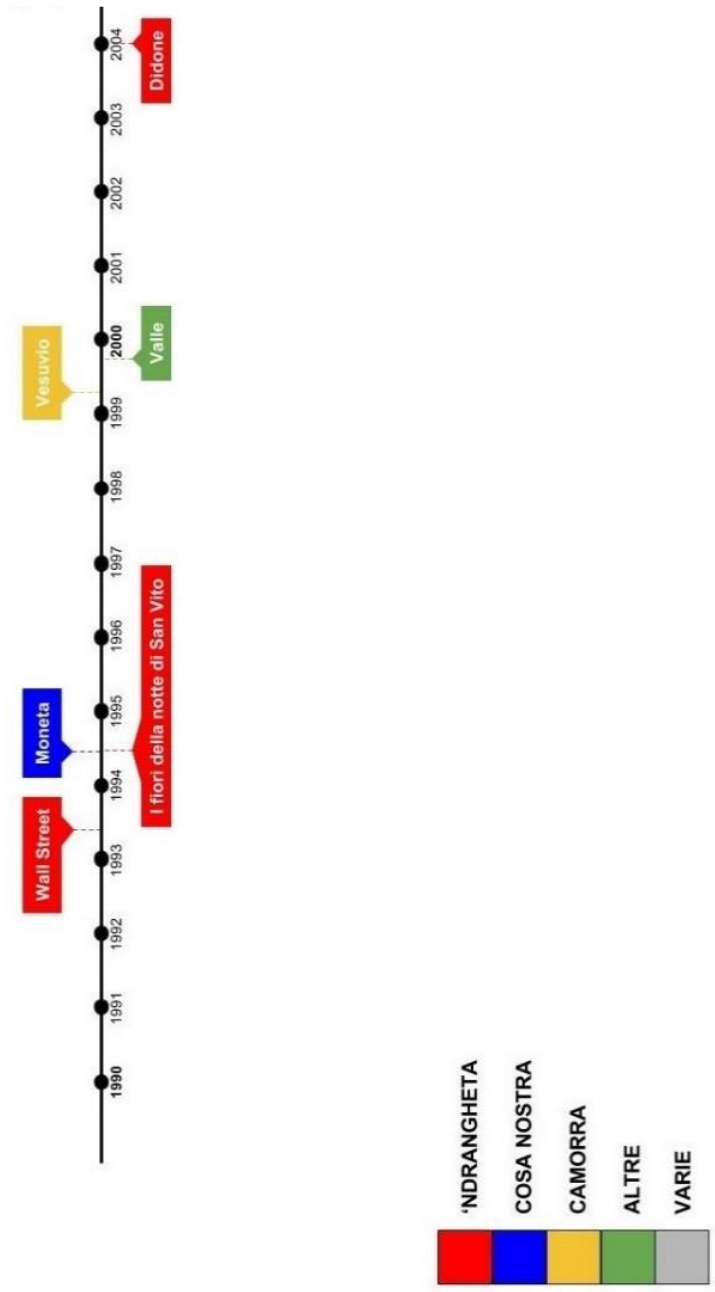 Wall Street
Moneta
Vesuvio
1990
1991
1992
1993
1994
1995
1996
1997
1998
1999
2000
2001
2002
2003
2004
I fiori della notte di San Vito
Valle
Didone
'NDRANGHETA
COSA NOSTRA
CAMORRA
ALTRE
VARIE